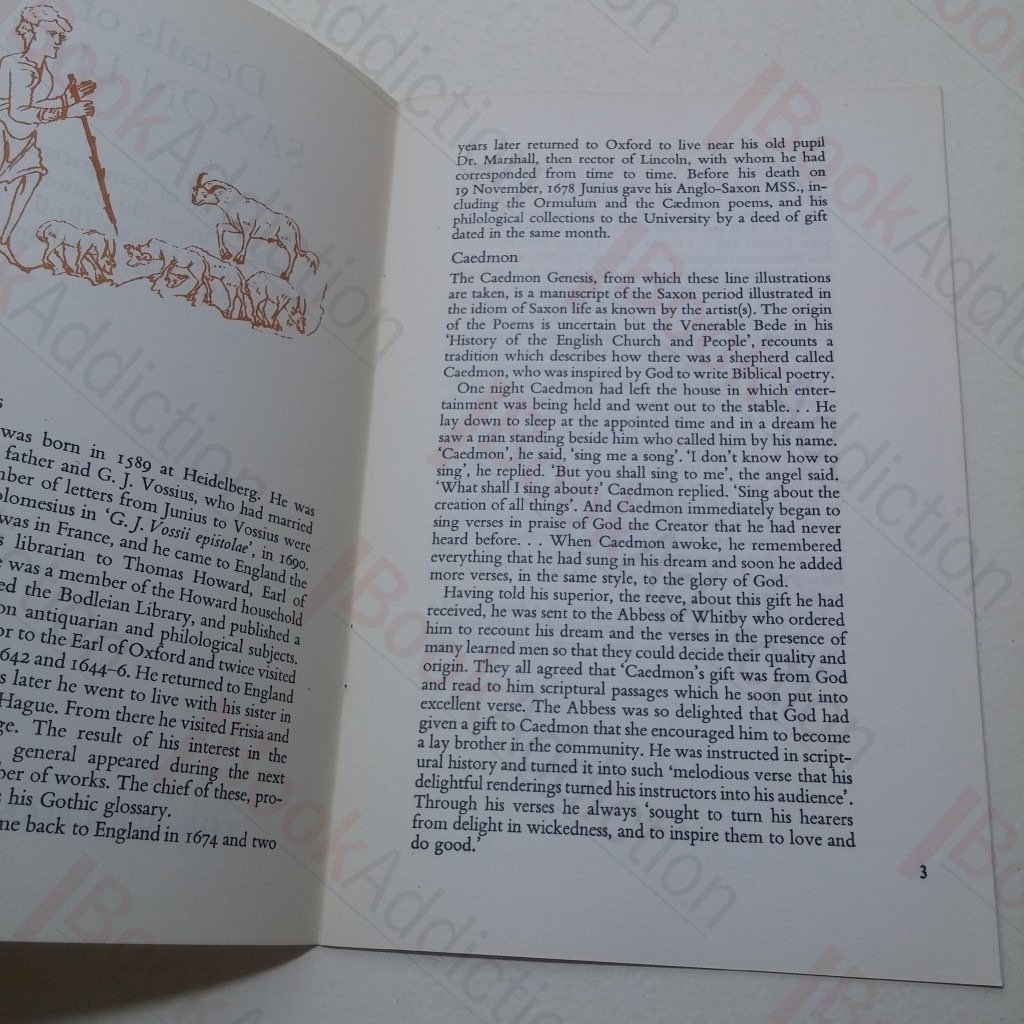 s
was born in 1589 at Heidelberg. He was
father and G. J. Vossius, who had married
mber of letters from Junius to Vossius were
olomesius in 'G. J. Vossii epistolae', in 1690.
was in France, and he came to England the
s librarian to Thomas Howard, Earl of
e was a member of the Howard household
ed the Bodleian Library, and published a
on antiquarian and philological subjects.
or to the Earl of Oxford and twice visited
642 and 1644–6. He returned to England
s later he went to live with his sister in
Hague. From there he visited Frisia and
ge. The result of his interest in the
general appeared during the next
ber of works. The chief of these, pro-
s his Gothic glossary.
me back to England in 1674 and two
years later returned to Oxford to live near his old pupil
Dr. Marshall, then rector of Lincoln, with whom he had
corresponded from time to time. Before his death on
19 November, 1678 Junius gave his Anglo-Saxon MSS., in-
cluding the Ormulum and the Cædmon poems, and his
philological collections to the University by a deed of gift
dated in the same month.
Caedmon
The Caedmon Genesis, from which these line illustrations
are taken, is a manuscript of the Saxon period illustrated in
the idiom of Saxon life as known by the artist(s). The origin
of the Poems is uncertain but the Venerable Bede in his
'History of the English Church and People', recounts a
tradition which describes how there was a shepherd called
Caedmon, who was inspired by God to write Biblical poetry.
One night Caedmon had left the house in which enter-
tainment was being held and went out to the stable. . . He
lay down to sleep at the appointed time and in a dream he
saw a man standing beside him who called him by his name.
'Caedmon', he said, 'sing me a song'. 'I don't know how to
sing', he replied. 'But you shall sing to me', the angel said.
'What shall I sing about?' Caedmon replied. 'Sing about the
creation of all things'. And Caedmon immediately began to
sing verses in praise of God the Creator that he had never
heard before. . . When Caedmon awoke, he remembered
everything that he had sung in his dream and soon he added
more verses, in the same style, to the glory of God.
Having told his superior, the reeve, about this gift he had
received, he was sent to the Abbess of Whitby who ordered
him to recount his dream and the verses in the presence of
many learned men so that they could decide their quality and
origin. They all agreed that 'Caedmon's gift was from God
and read to him scriptural passages which he soon put into
excellent verse. The Abbess was so delighted that God had
given a gift to Caedmon that she encouraged him to become
a lay brother in the community. He was instructed in script-
ural history and turned it into such 'melodious verse that his
delightful renderings turned his instructors into his audience'.
Through his verses he always 'sought to turn his hearers
from delight in wickedness, and to inspire them to love and
do good.'
3
BookAddiction